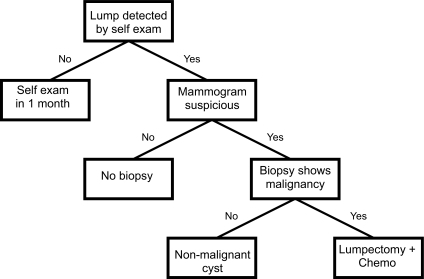 Lump detected
by self exam
No
Yes
Self exam
in 1 month
Mammogram
suspicious
No
Yes
No biopsy
Biopsy shows
malignancy
No
Yes
Non-malignant
cyst
Lumpectomy +
Chemo